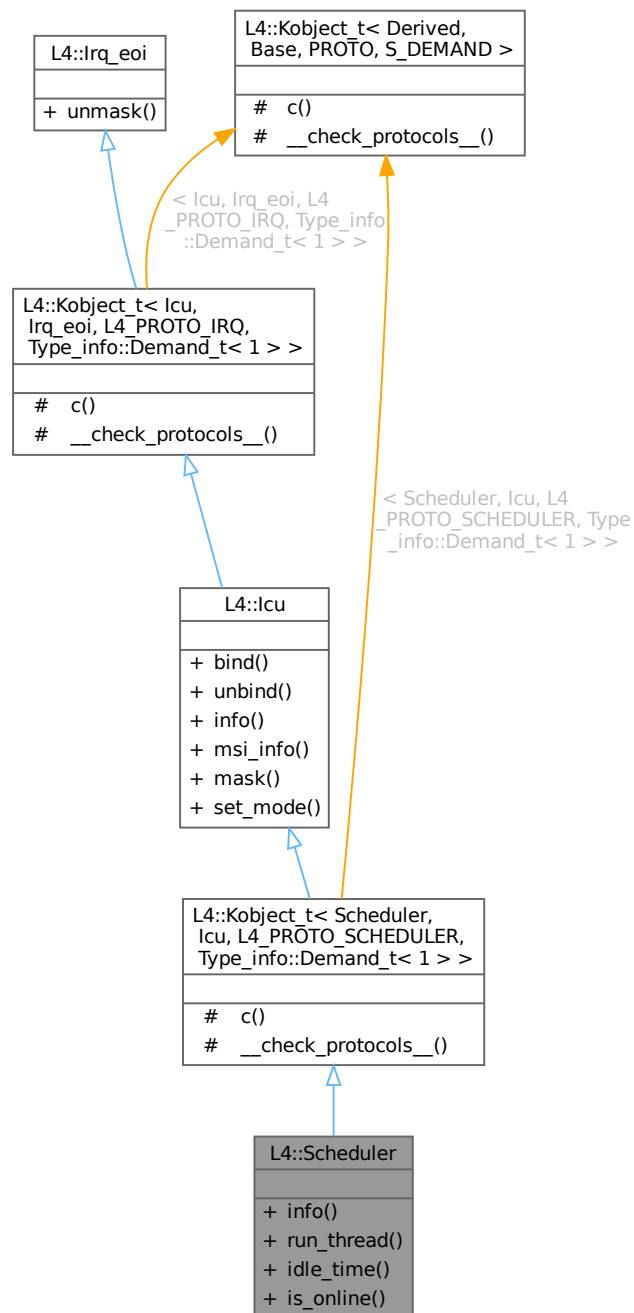 L4::Irq_eoi
+ unmask()
L4::Kobject_t< Derived,
Base, PROTO, S_DEMAND >
# c()
# __check_protocols__()
< Icu, Irq_eoi, L4
_PROTO_IRQ, Type_info
::Demand_t< 1 > >
L4::Kobject_t< Icu,
Irq_eoi, L4_PROTO_IRQ,
Type_info::Demand_t< 1 > >
# c()
# __check_protocols__()
< Scheduler, Icu, L4
_PROTO_SCHEDULER, Type
_info::Demand_t< 1 > >
L4::Icu
+ bind()
+ unbind()
+ info()
+ msi_info()
+ mask()
+ set_mode()
L4::Kobject_t< Scheduler,
Icu, L4_PROTO_SCHEDULER,
Type_info::Demand_t< 1 > >
# c()
# __check_protocols__()
L4::Scheduler
+ info()
+ run_thread()
+ idle_time()
+ is_online()